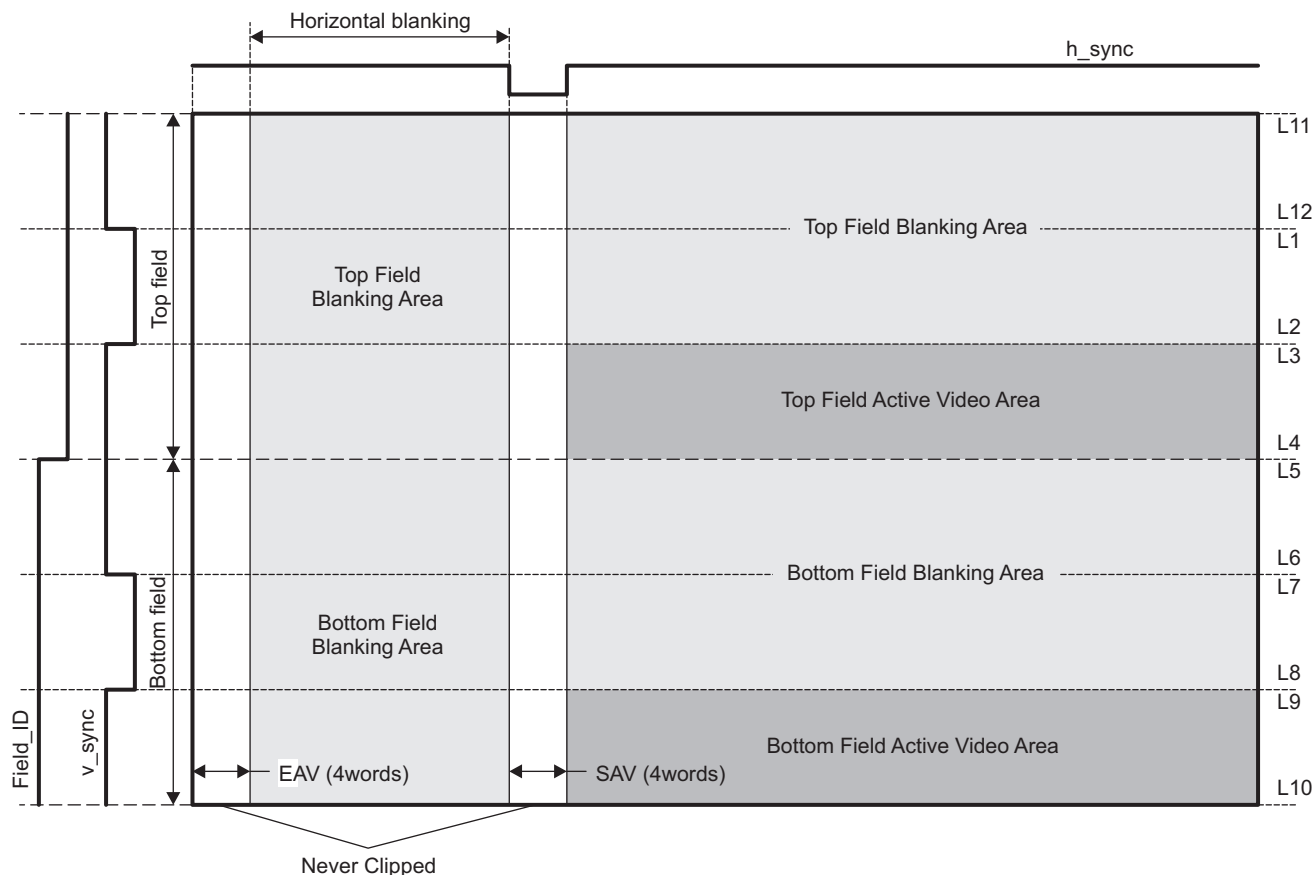 Horizontal blanking
h_sync
L11
L12
Top Field Blanking Area
L1
Top Field
Blanking Area
Top field
L2
L3
Top Field Active Video Area
L4
L5
L6
Bottom Field Blanking Area
L7
Bottom field
Bottom Field
Blanking Area
L8
L9
Field_ID
v_sync
Bottom Field Active Video Area
EAV (4words)
SAV (4words)
L10
Never Clipped